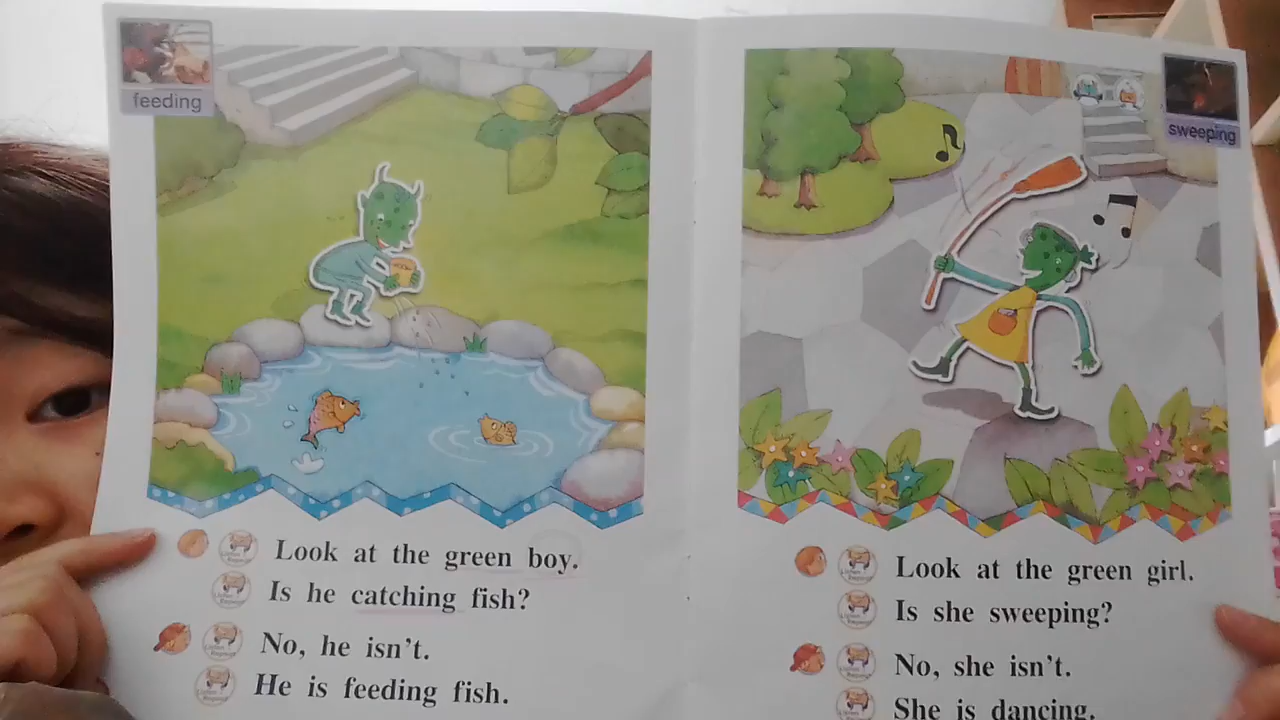 feeding
Look at the green boy.
Is he catching fish?
No, he isn't.
He is feeding fish.
sweeping
Look at the green girl.
Is she sweeping?
No, she isn't.
She is dancing.